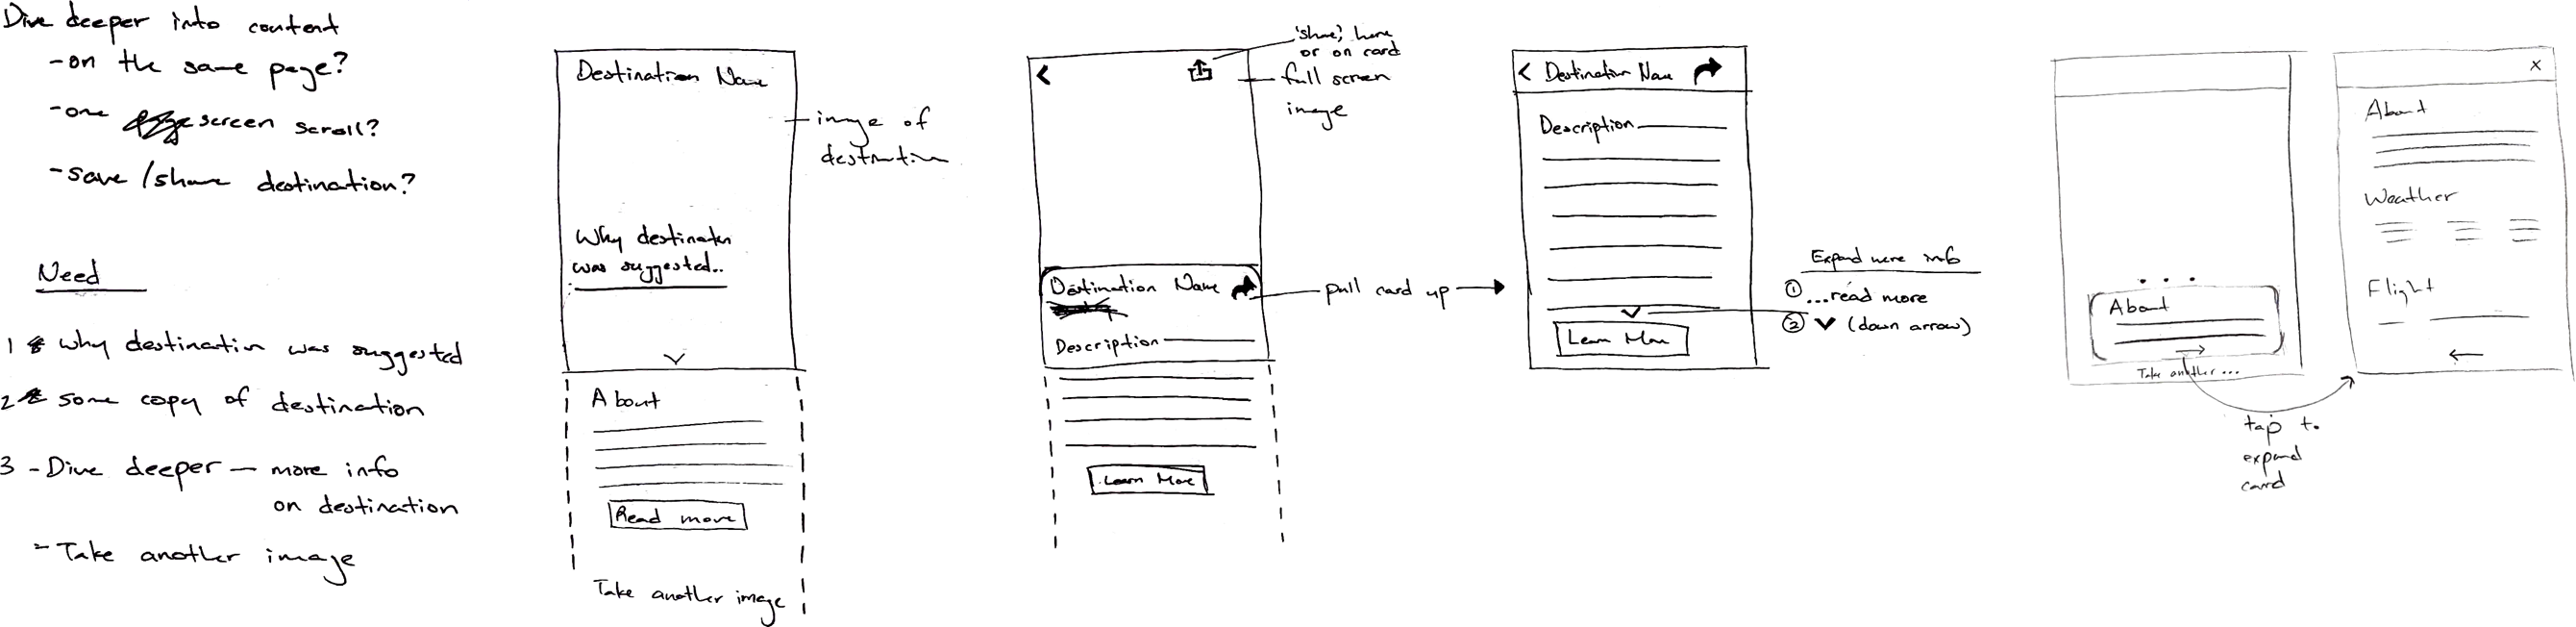 Dive deeper into content
-on the same page?
-one screen scroll?
-save/share destination?
Need
1 why destination was suggested
2 some copy of destination
3 -Dive deeper — more info
on destination
-Take another image
Destination Name
image of
destination
Why destination
was suggested..
About
Read more
Take another image
'share' here
or on card
full screen
image
Destination Name
Description
Learn More
pull card up
Destination Name
Description
Learn More
Expand more info
① ...read more
② (down arrow)
About
Take another...
tap to
expand
card
X
About
Weather
Flight